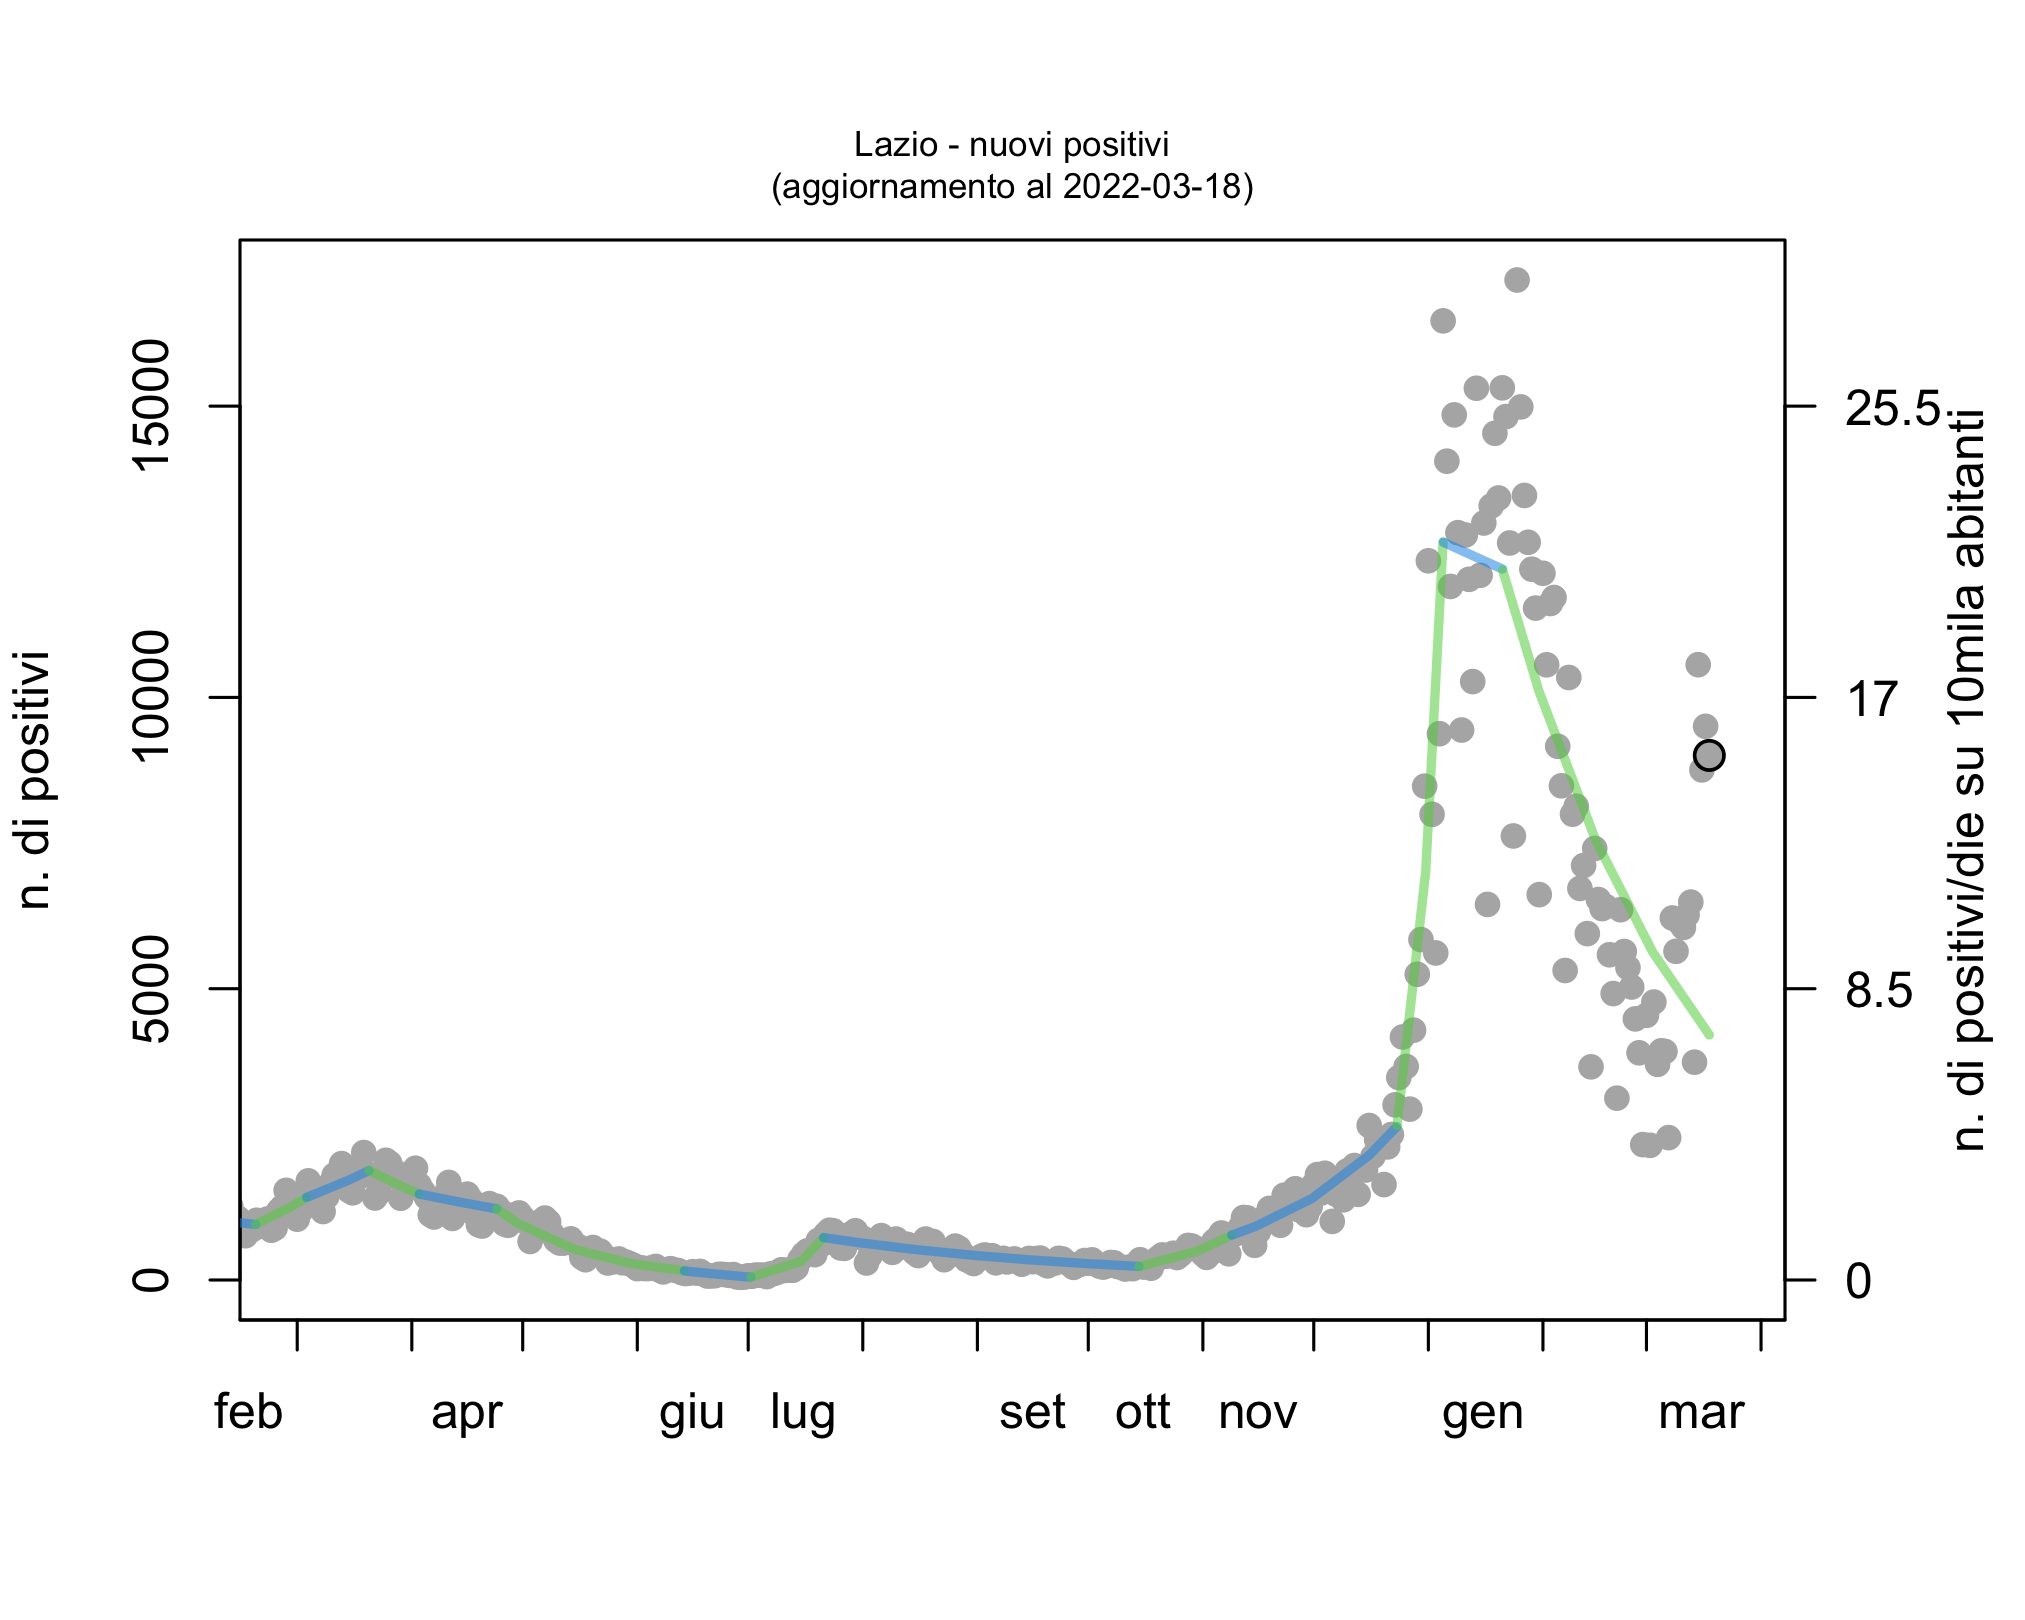 Lazio - nuovi positivi
(aggiornamento al 2022-03-18)
n. di positivi
15000
10000
5000
0
25.5
17
8.5
0
n. di positivi/die su 10mila abitanti
feb apr giu lug set ott nov gen mar